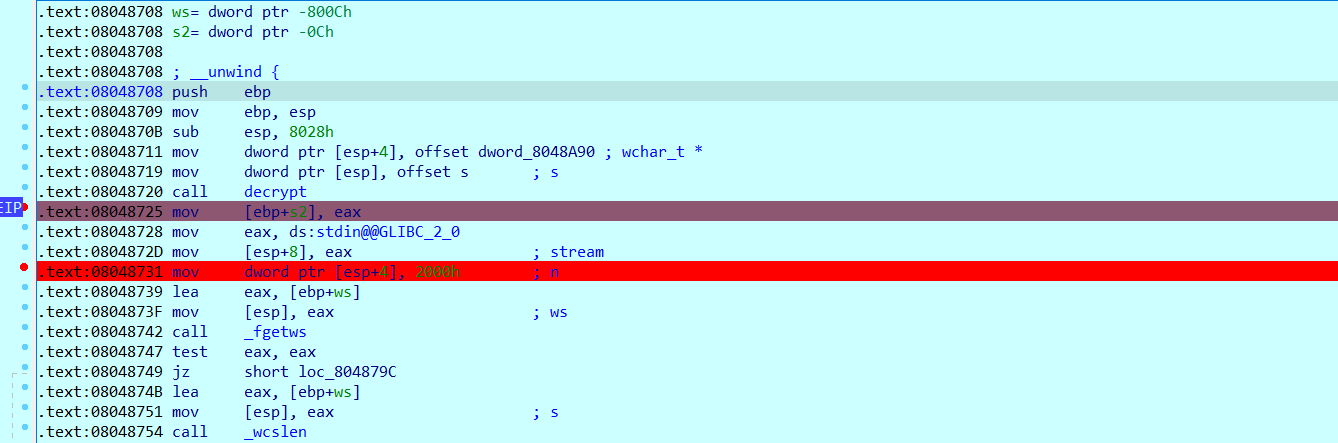 .text:08048708 ws= dword ptr -800Ch
.text:08048708 s2= dword ptr -0Ch
.text:08048708
.text:08048708 ; __unwind {
.text:08048708 push    ebp
.text:08048709 mov     ebp, esp
.text:0804870B sub     esp, 8028h
.text:08048711 mov     dword ptr [esp+4], offset dword_8048A90 ; wchar_t *
.text:08048719 mov     dword ptr [esp], offset s       ; s
.text:08048720 call    decrypt
EIP .text:08048725 mov     [ebp+s2], eax
.text:08048728 mov     eax, ds:stdin@@GLIBC_2_0
.text:0804872D mov     [esp+8], eax                    ; stream
.text:08048731 mov     dword ptr [esp+4], 2000h        ; n
.text:08048739 lea     eax, [ebp+ws]
.text:0804873F mov     [esp], eax                      ; ws
.text:08048742 call    _fgetws
.text:08048747 test    eax, eax
.text:08048749 jz      short loc_804879C
.text:0804874B lea     eax, [ebp+ws]
.text:08048751 mov     [esp], eax                      ; s
.text:08048754 call    _wcslen